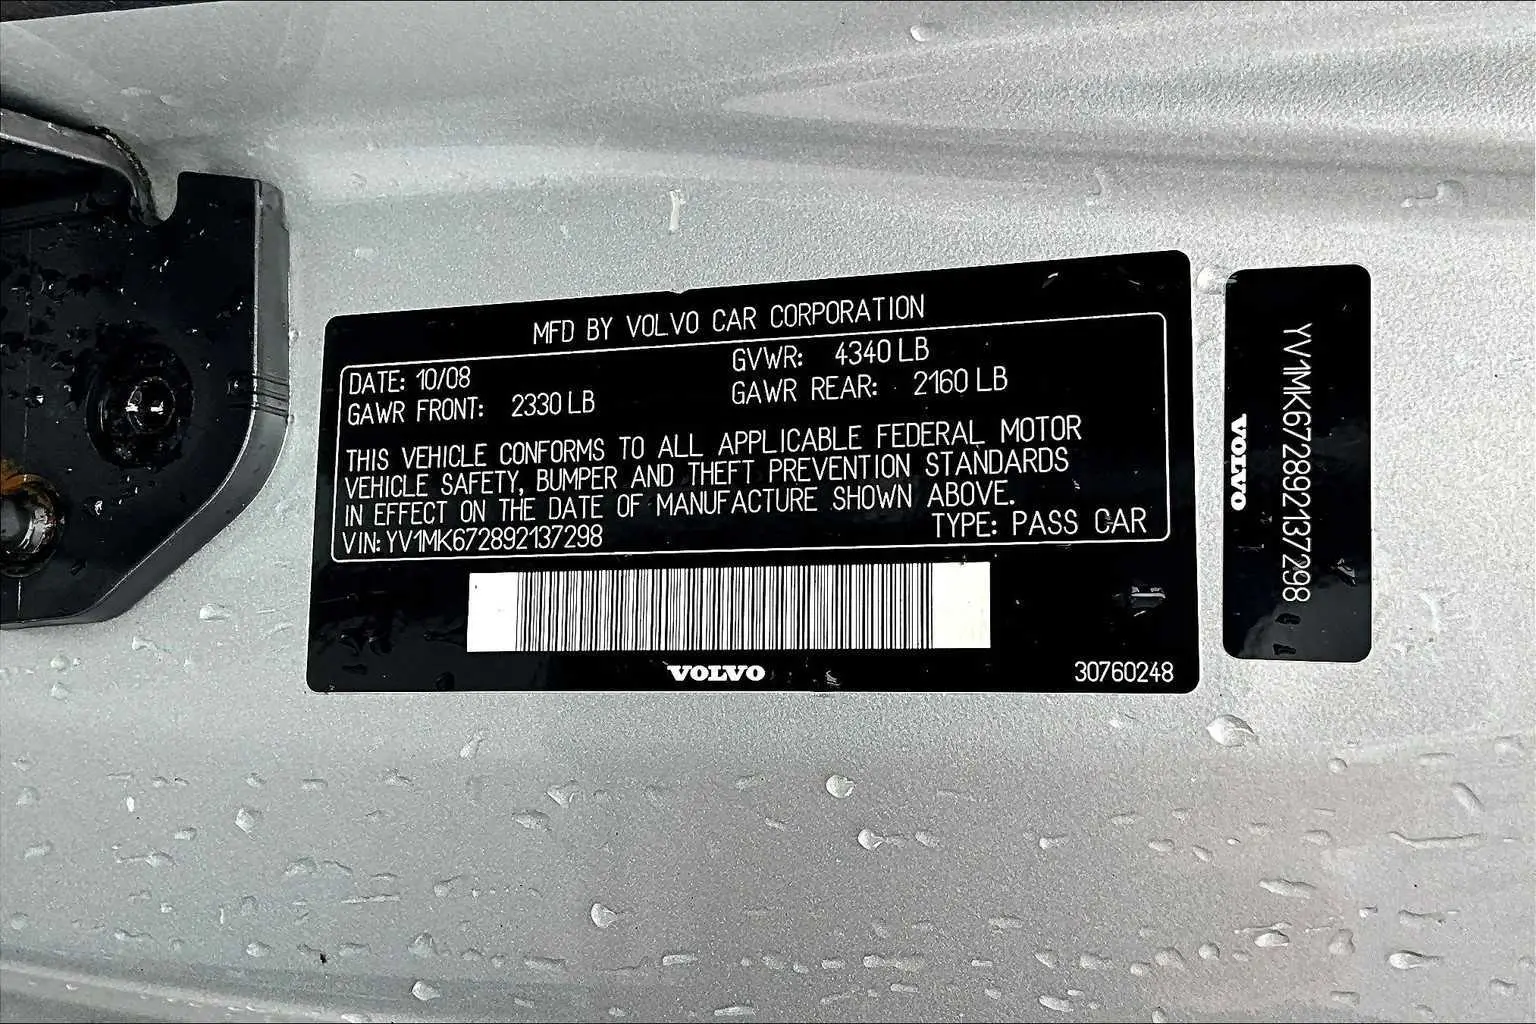 MFD BY VOLVO CAR CORPORATION
DATE: 10/08
GVWR: 4340 LB
GAWR FRONT: 2330 LB
GAWR REAR: 2160 LB
THIS VEHICLE CONFORMS TO ALL APPLICABLE FEDERAL MOTOR
VEHICLE SAFETY, BUMPER AND THEFT PREVENTION STANDARDS
IN EFFECT ON THE DATE OF MANUFACTURE SHOWN ABOVE.
VIN: YV1MK672892137298
TYPE: PASS CAR
VOLVO
30760248
YV1MK672892137298
VOLVO